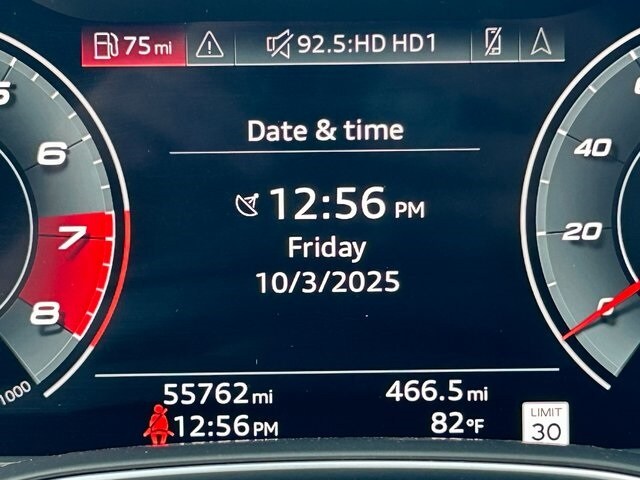 75 mi 92.5:HD HD1
Date & time
12:56 PM
Friday
10/3/2025
5
6
7
8
1000
40
20
0
55762 mi 466.5 mi
12:56 PM 82°F
LIMIT
30